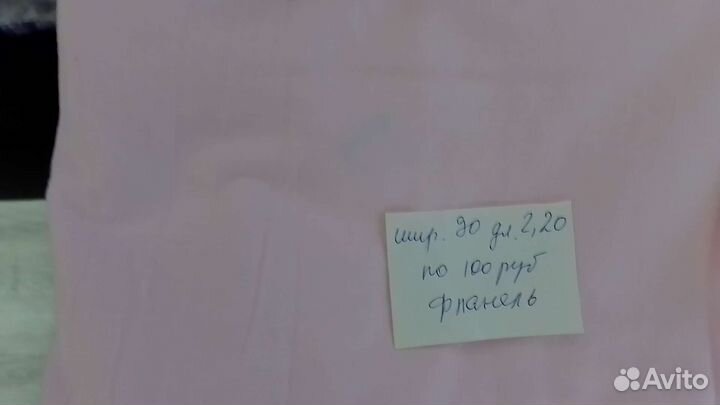 шир. 90 дл. 2,20
по 100 руб
фланель
Avito